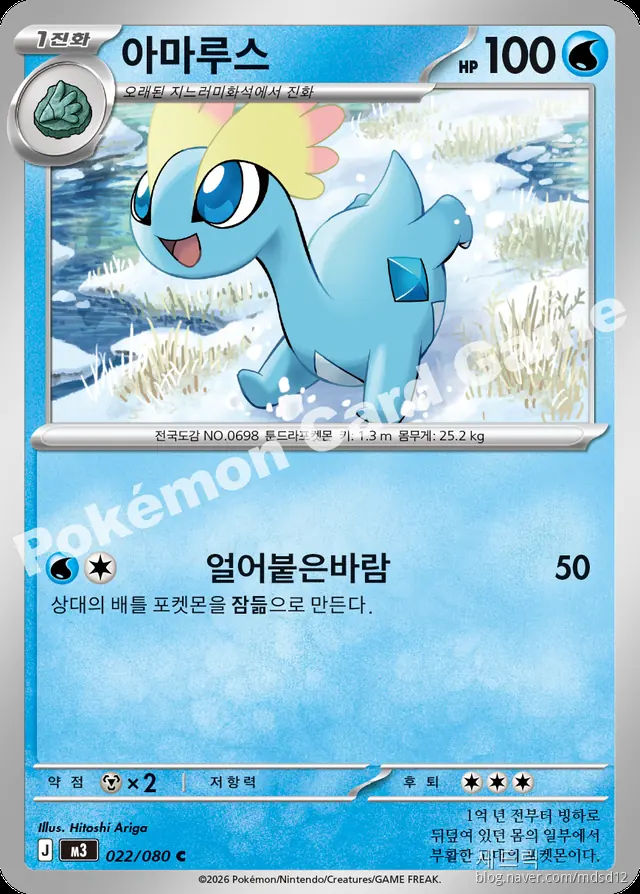 1진화
아마루스
HP 100
오래된 지느러미화석에서 진화
전국도감 NO.0698 툰드라포켓몬 키: 1.3 m 몸무게: 25.2 kg
Pokémon Card Game
얼어붙은바람 50
상대의 배틀 포켓몬을 잠듦으로 만든다.
약점 ×2 저항력 후퇴
Illus. Hitoshi Ariga
1억 년 전부터 빙하로
뒤덮여 있던 몸의 일부에서
부활한 고대의 포켓몬이다.
J m3 022/080 C
©2026 Pokémon/Nintendo/Creatures/GAME FREAK.
blog.naver.com/mdsd12